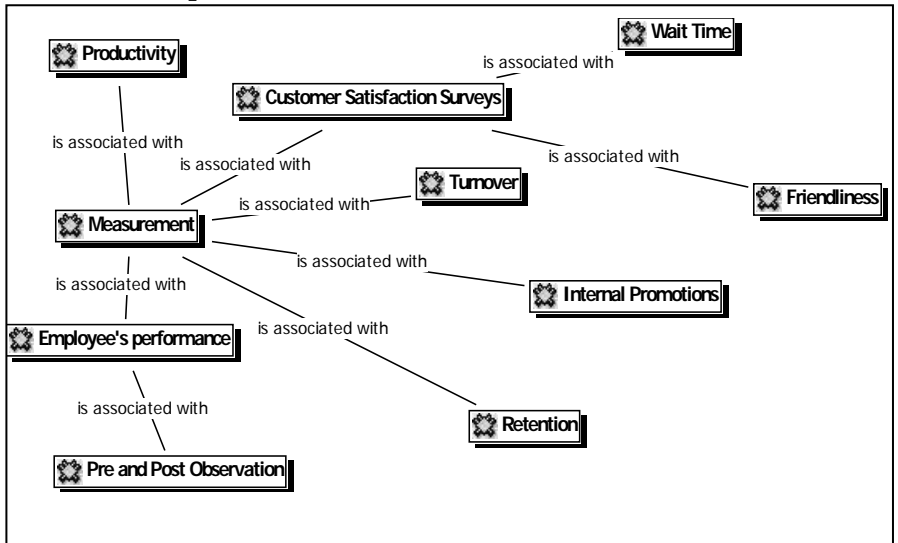 Wait Time
Productivity
is associated with
Customer Satisfaction Surveys
is associated with
is associated with
is associated with
Turnover
is associated with
Friendliness
Measurement
is associated with
is associated with
Internal Promotions
is associated with
Employee's performance
is associated with
Retention
Pre and Post Observation